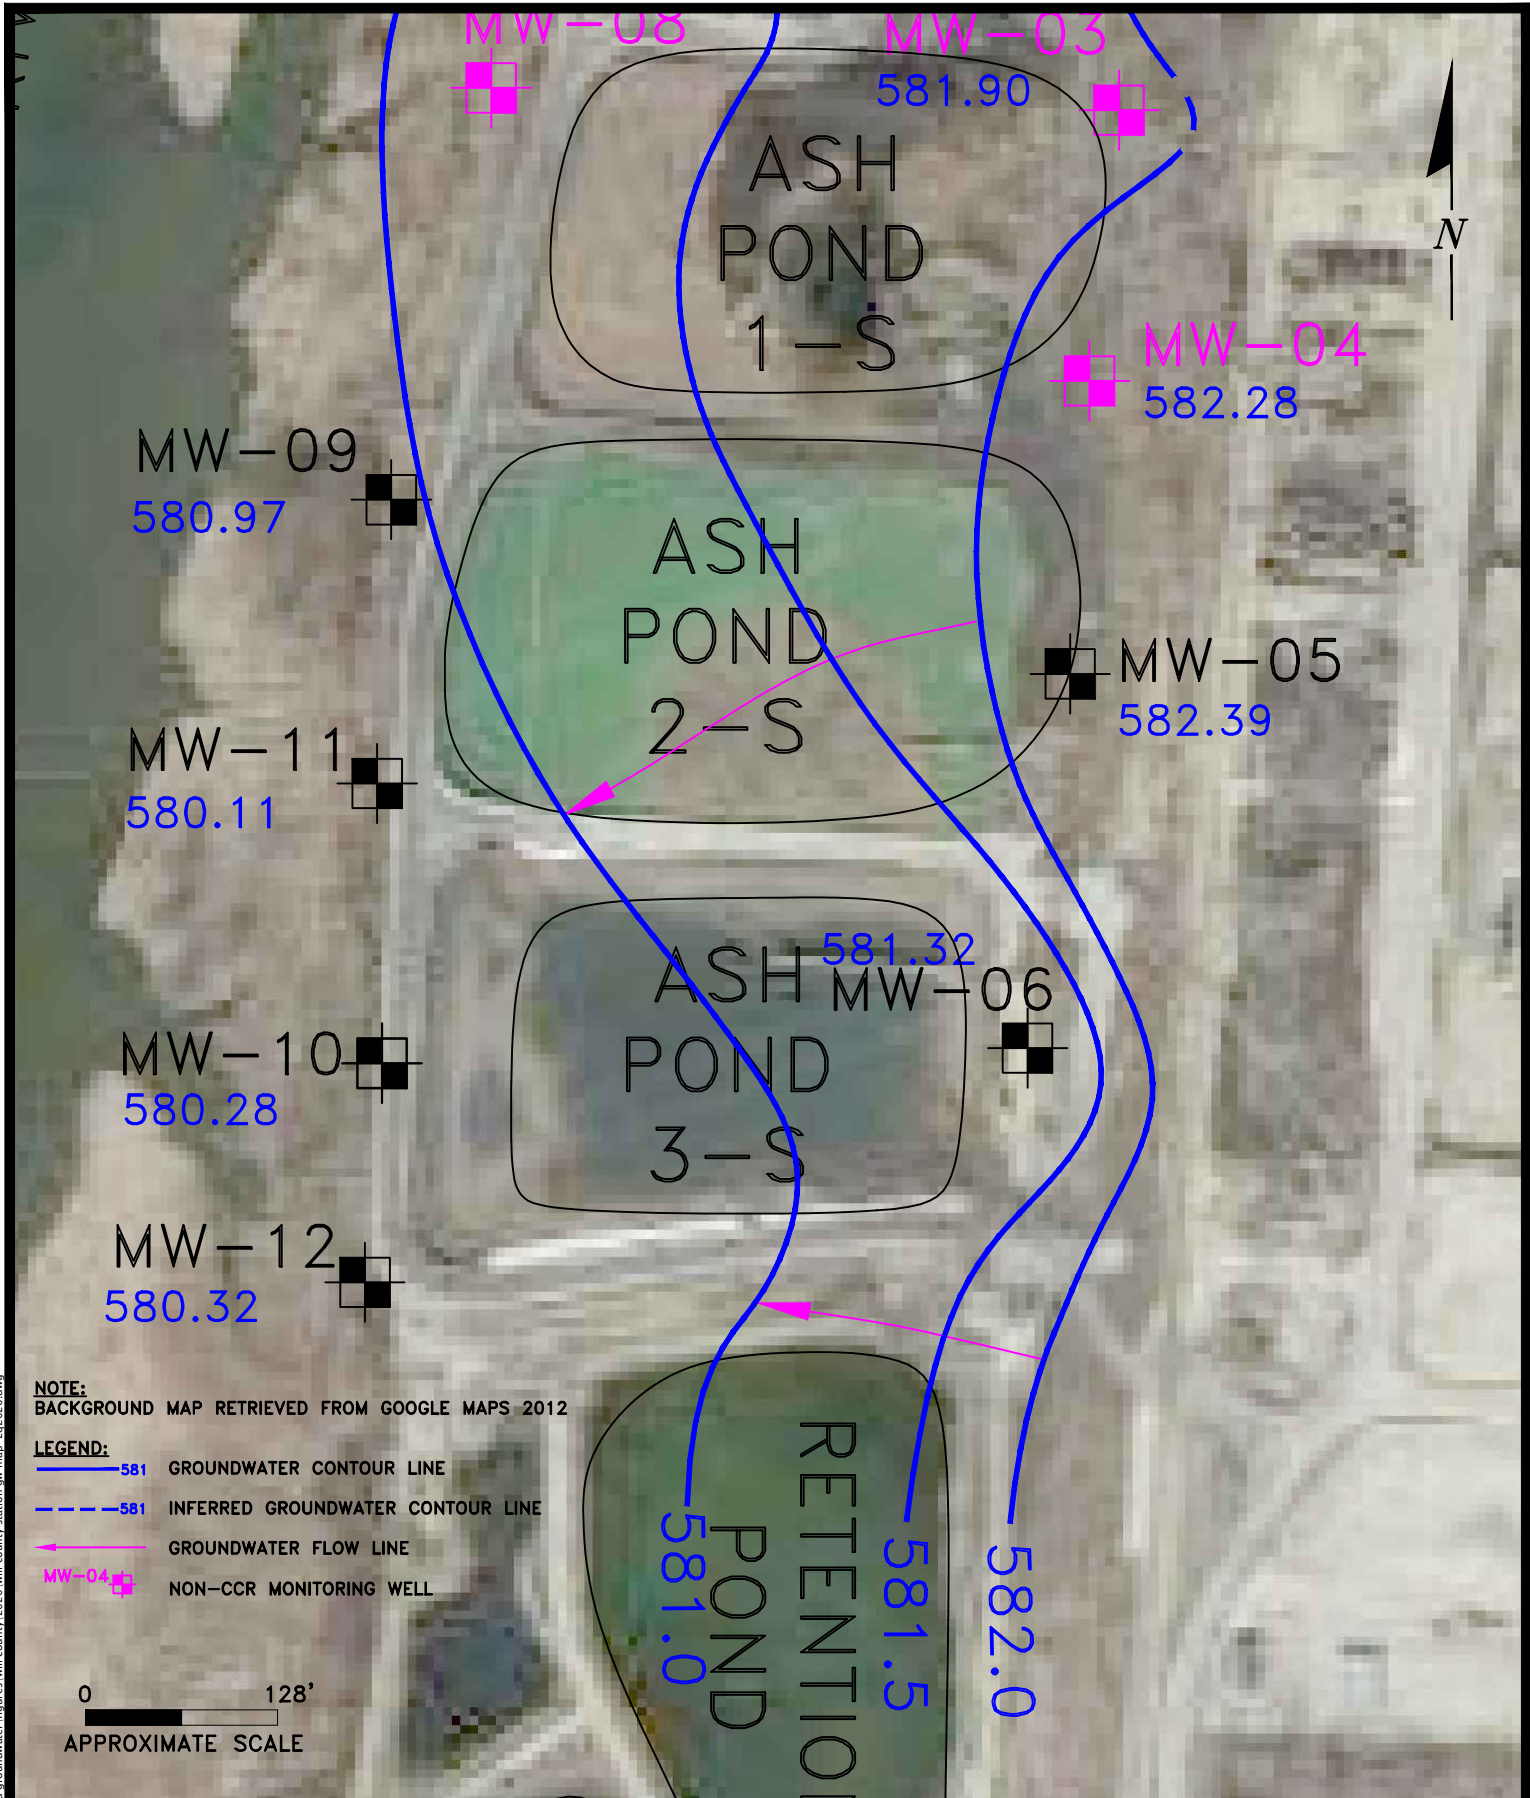 MW-08
MW-03
581.90
ASH
POND
1-S
N
MW-04
582.28
MW-09
580.97
ASH
POND
2-S
MW-05
582.39
MW-11
580.11
581.32
MW-06
ASH
POND
3-S
MW-10
580.28
MW-12
580.32
NOTE:
BACKGROUND MAP RETRIEVED FROM GOOGLE MAPS 2012
LEGEND:
581 GROUNDWATER CONTOUR LINE
581 INFERRED GROUNDWATER CONTOUR LINE
GROUNDWATER FLOW LINE
MW-04 NON-CCR MONITORING WELL
0 128'
APPROXIMATE SCALE
RETENTION
POND
581.0
581.5
582.0